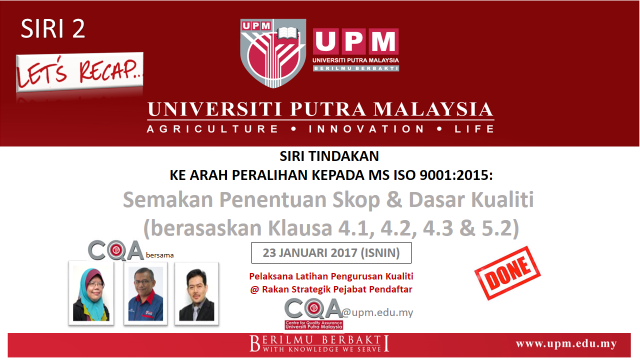 SIRI 2
LET'S RECAP...
UPM
UNIVERSITI PUTRA MALAYSIA
BERILMU BERBAKTI
UNIVERSITI PUTRA MALAYSIA
AGRICULTURE • INNOVATION • LIFE
SIRI TINDAKAN
KE ARAH PERALIHAN KEPADA MS ISO 9001:2015:
Semakan Penentuan Skop & Dasar Kualiti
(berasaskan Klausa 4.1, 4.2, 4.3 & 5.2)
CQA bersama
23 JANUARI 2017 (ISNIN)
DONE
Pelaksana Latihan Pengurusan Kualiti
@ Rakan Strategik Pejabat Pendaftar
CQA@upm.edu.my
Centre for Quality Assurance
Universiti Putra Malaysia
BERILMU BERBAKTI
WITH KNOWLEDGE WE SERVE
www.upm.edu.my